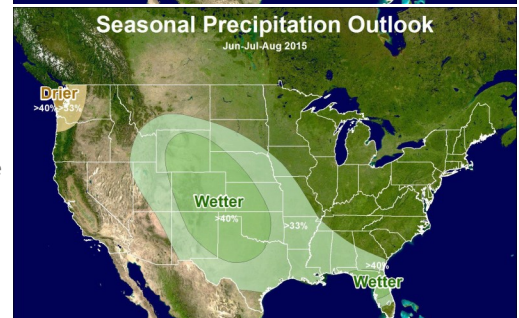 Seasonal Precipitation Outlook
Jun-Jul-Aug 2015
Drier
>40% >33%
Wetter
>40%
>33%
>40%
Wetter